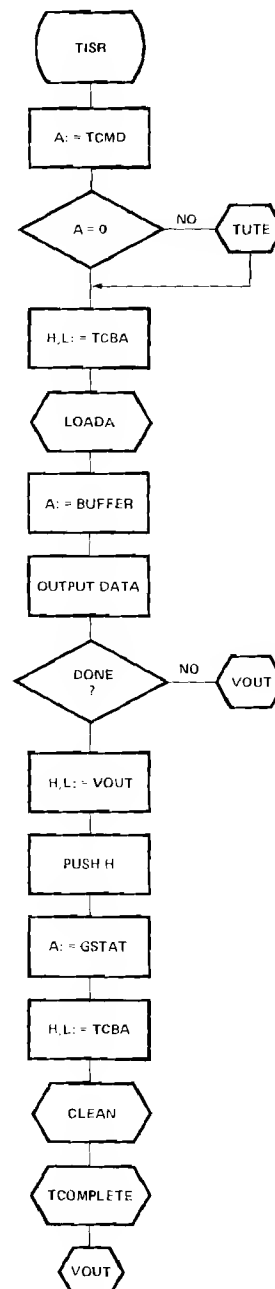 TISR
A: = TCMD
A = 0
NO
TUTE
H,L: = TCBA
LOADA
A: = BUFFER
OUTPUT DATA
DONE
?
NO
VOUT
H,L: = VOUT
PUSH H
A: = GSTAT
H,L: = TCBA
CLEAN
TCOMPLETE
VOUT